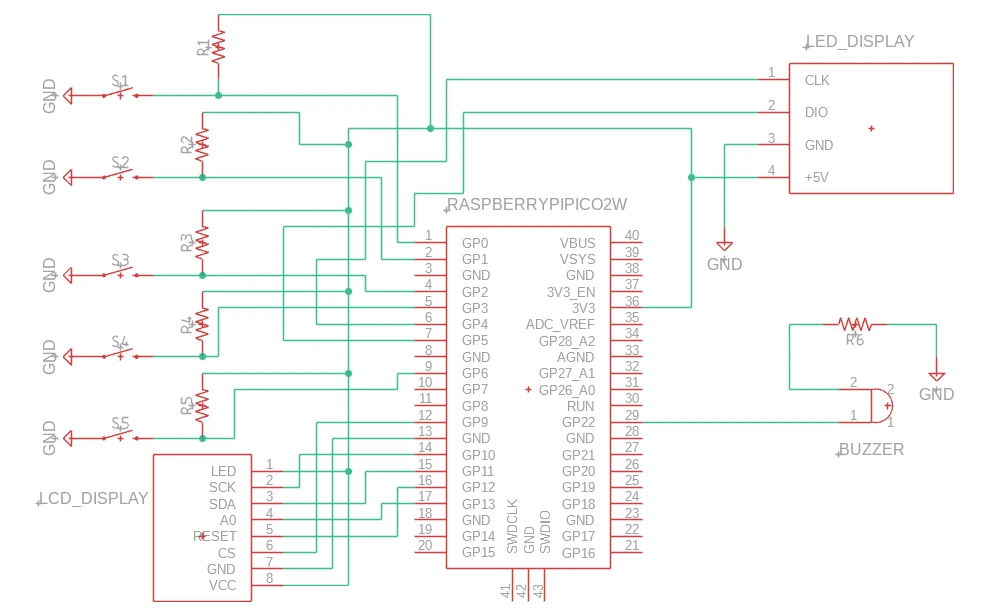 R1
LED_DISPLAY
1 CLK
2 DIO
3 GND
4 +5V
GND
GND S1
R2
GND S2
R3
GND S3
R4
GND S4
R5
GND S5
RASPBERRYPIPICO2W
1 GP0 VBUS 40
2 GP1 VSYS 39
3 GND GND 38
4 GP2 3V3_EN 37
5 GP3 3V3 36
6 GP4 ADC_VREF 35
7 GP5 GP28_A2 34
8 GND AGND 33
9 GP6 GP27_A1 32
10 GP7 GP26_A0 31
11 GP8 RUN 30
12 GP9 GP22 29
13 GND GND 28
14 GP10 GP21 27
15 GP11 GP20 26
16 GP12 GP19 25
17 GP13 GP18 24
18 GND GND 23
19 GP14 GP17 22
20 GP15 GP16 21
SWDCLK GND SWDIO
41 42 43
R6
GND
2 2
1 1
BUZZER
LCD_DISPLAY
LED 1
SCK 2
SDA 3
A0 4
RESET 5
CS 6
GND 7
VCC 8